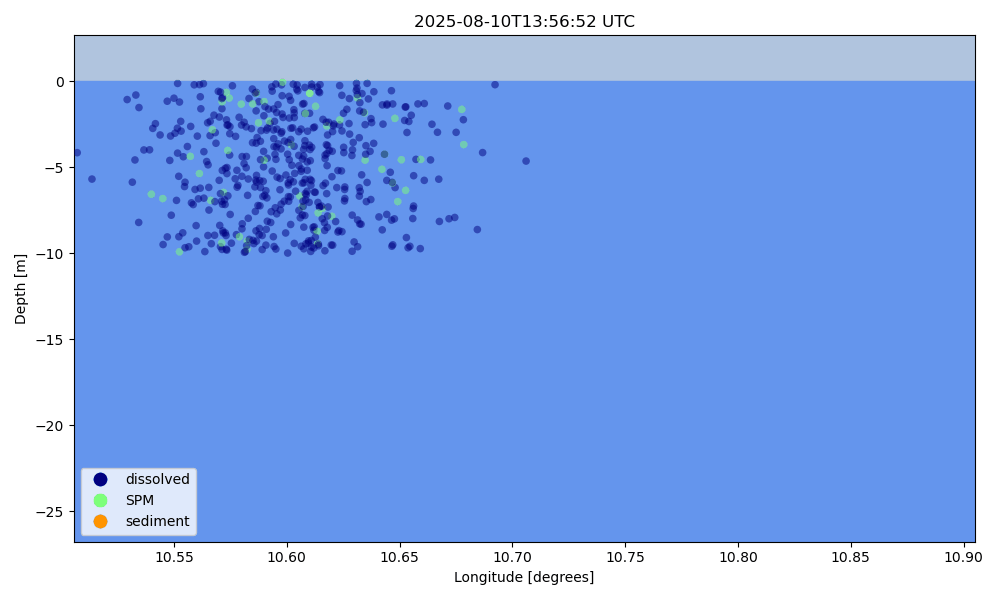 2025-08-10T13:56:52 UTC
Depth [m]
0
−5
−10
−15
−20
−25
dissolved
SPM
sediment
10.55 10.60 10.65 10.70 10.75 10.80 10.85 10.90
Longitude [degrees]